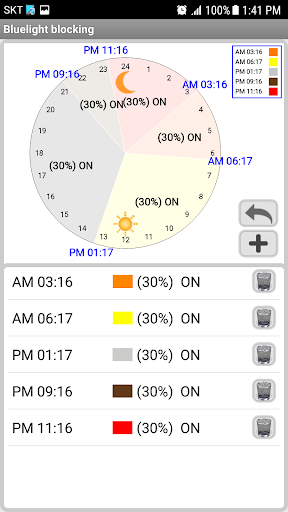 SKT 100% 1:41 PM
Bluelight blocking
PM 11:16
AM 03:16
AM 06:17
PM 01:17
PM 09:16
PM 11:16
PM 09:16
24
23
1
22
2
21
3
20
4
19
5
18
6
17
7
16
8
15
9
14
10
13
11
12
(30%) ON
(30%) ON
(30%) ON
(30%) ON
(30%) ON
AM 06:17
PM 01:17
AM 03:16 (30%) ON
AM 06:17 (30%) ON
PM 01:17 (30%) ON
PM 09:16 (30%) ON
PM 11:16 (30%) ON